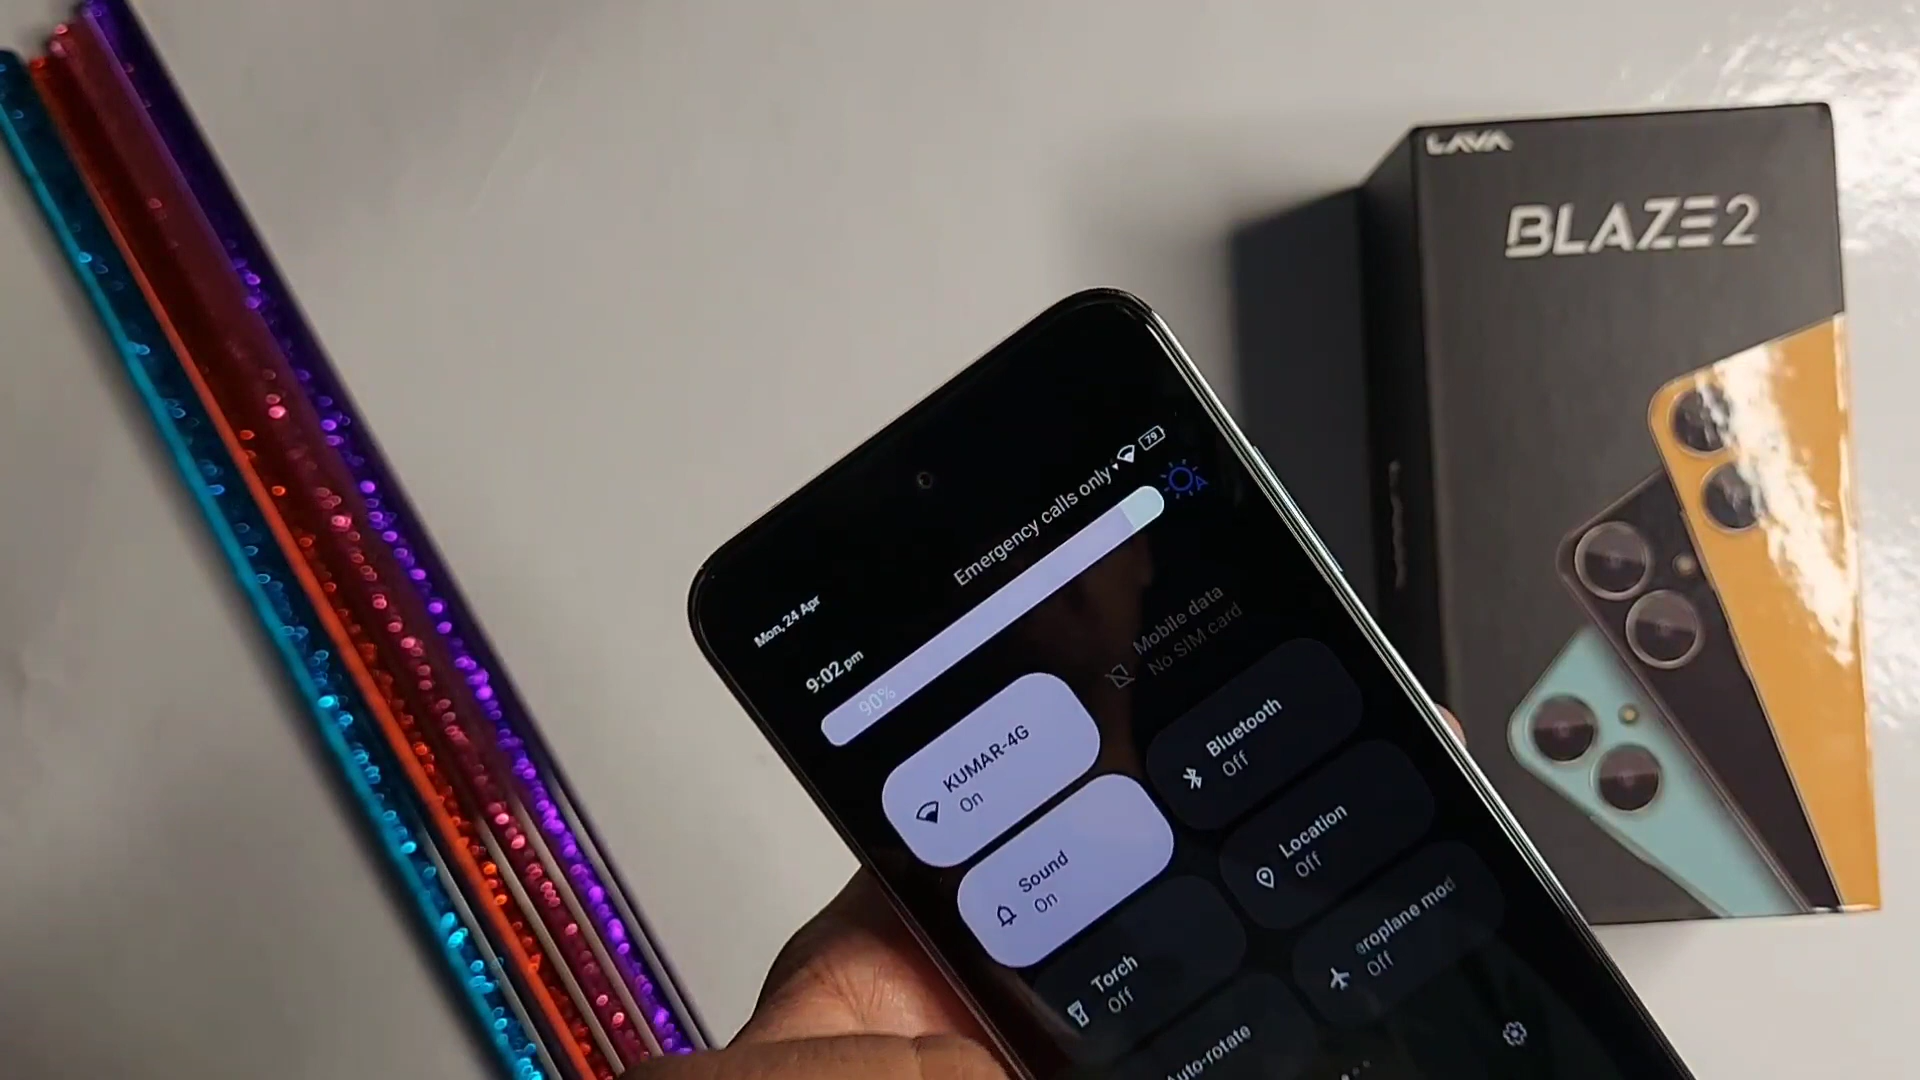 LAVA
BLAZE 2
79
Emergency calls only
Mon, 24 Apr
9:02 pm
90%
KUMAR-4G
On
Mobile data
No SIM card
Sound
On
Bluetooth
Off
Torch
Off
Location
Off
Auto-rotate
eroplane mod
Off